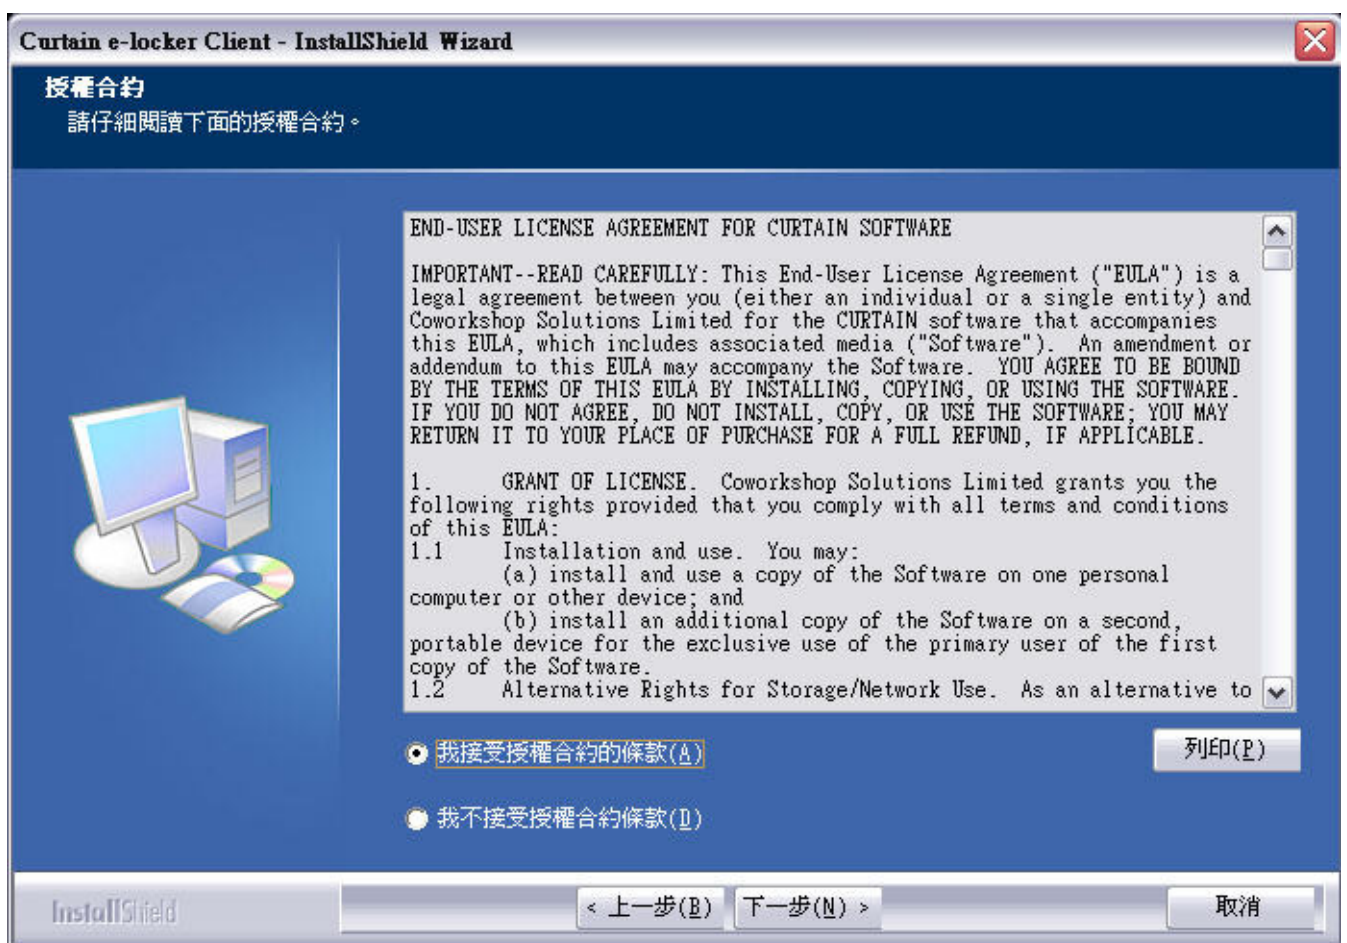 Curtain e-locker Client - InstallShield Wizard
授權合約
請仔細閱讀下面的授權合約。
END-USER LICENSE AGREEMENT FOR CURTAIN SOFTWARE
IMPORTANT--READ CAREFULLY: This End-User License Agreement ("EULA") is a
legal agreement between you (either an individual or a single entity) and
Coworkshop Solutions Limited for the CURTAIN software that accompanies
this EULA, which includes associated media ("Software").  An amendment or
addendum to this EULA may accompany the Software.  YOU AGREE TO BE BOUND
BY THE TERMS OF THIS EULA BY INSTALLING, COPYING, OR USING THE SOFTWARE.
IF YOU DO NOT AGREE, DO NOT INSTALL, COPY, OR USE THE SOFTWARE; YOU MAY
RETURN IT TO YOUR PLACE OF PURCHASE FOR A FULL REFUND, IF APPLICABLE.
1.      GRANT OF LICENSE.  Coworkshop Solutions Limited grants you the
following rights provided that you comply with all terms and conditions
of this EULA:
1.1     Installation and use.  You may:
(a) install and use a copy of the Software on one personal
computer or other device; and
(b) install an additional copy of the Software on a second,
portable device for the exclusive use of the primary user of the first
copy of the Software.
1.2     Alternative Rights for Storage/Network Use.  As an alternative to
我接受授權合約的條款(A)
列印(P)
我不接受授權合約條款(D)
InstallShield
< 上一步(B)
下一步(N) >
取消